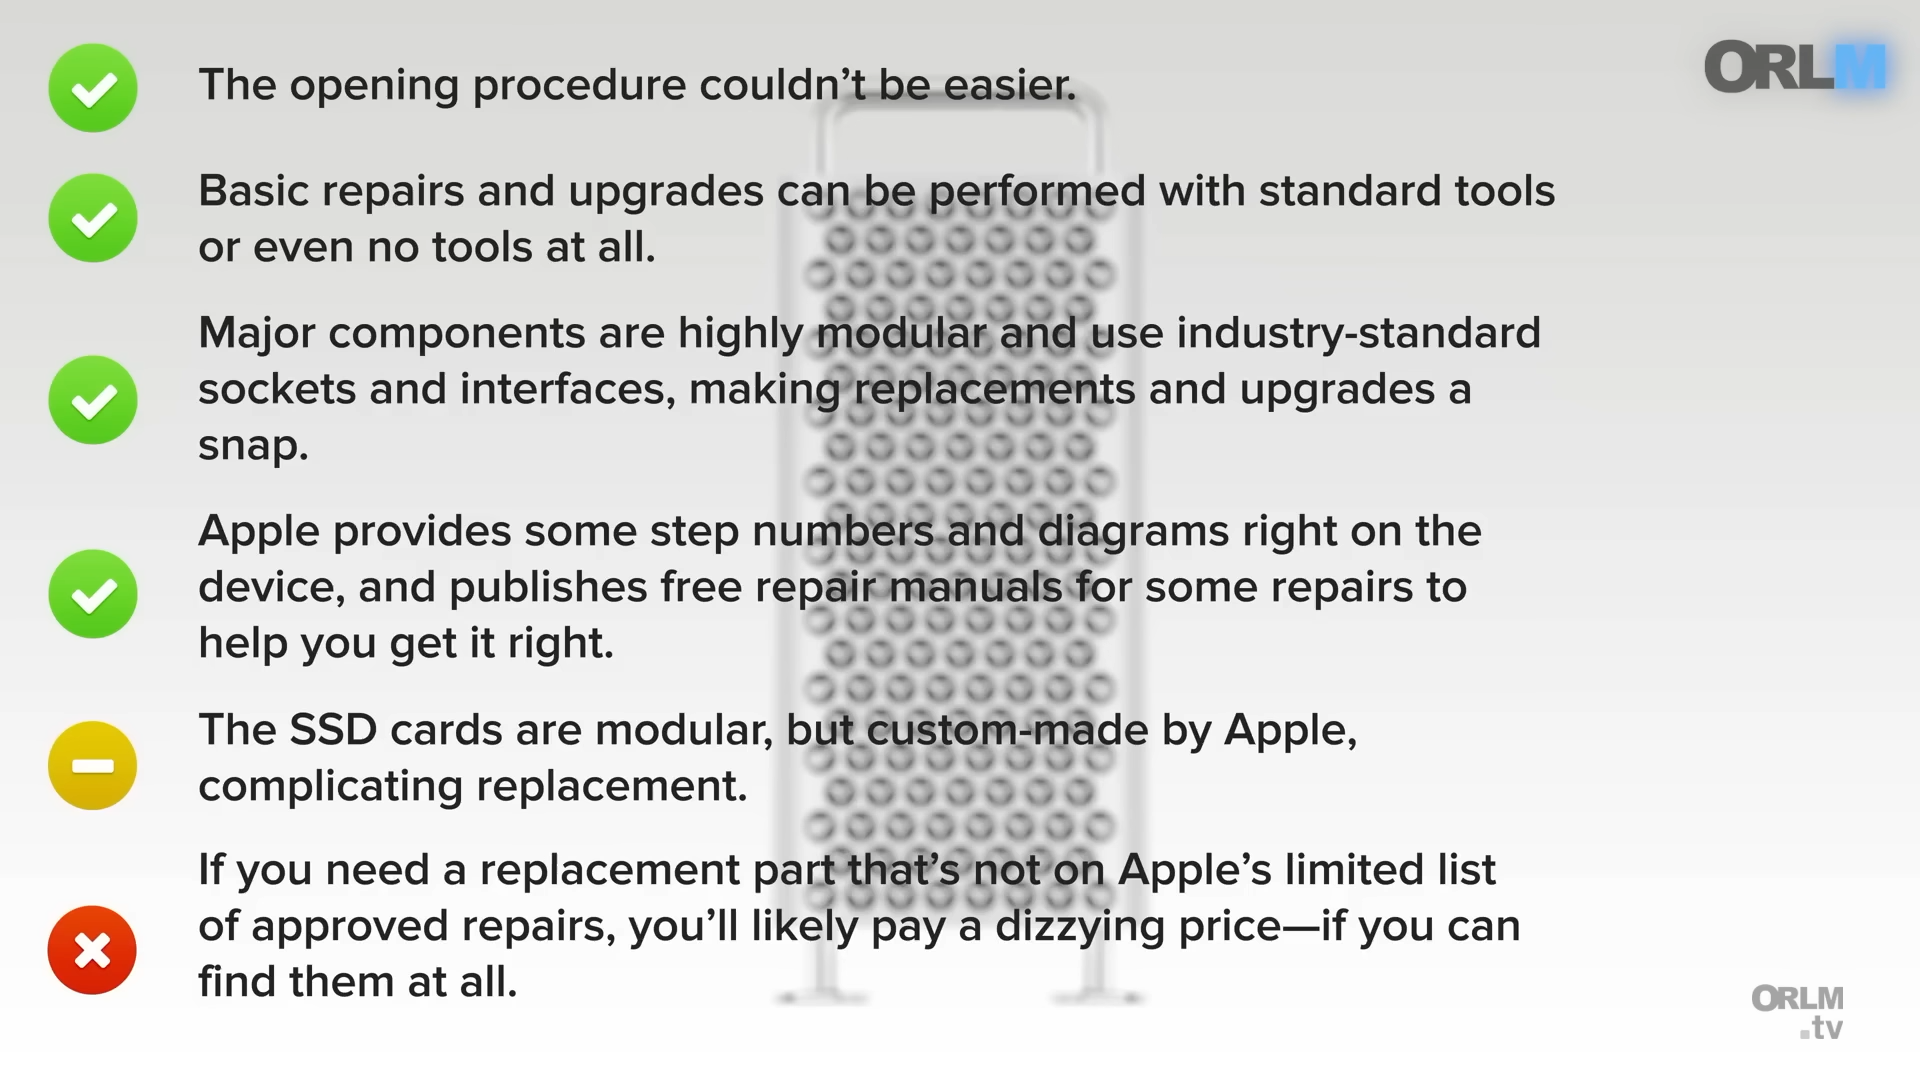 The opening procedure couldn’t be easier.
ORLM
Basic repairs and upgrades can be performed with standard tools
or even no tools at all.
Major components are highly modular and use industry-standard
sockets and interfaces, making replacements and upgrades a
snap.
Apple provides some step numbers and diagrams right on the
device, and publishes free repair manuals for some repairs to
help you get it right.
The SSD cards are modular, but custom-made by Apple,
complicating replacement.
If you need a replacement part that’s not on Apple’s limited list
of approved repairs, you’ll likely pay a dizzying price—if you can
find them at all.
ORLM
.tv